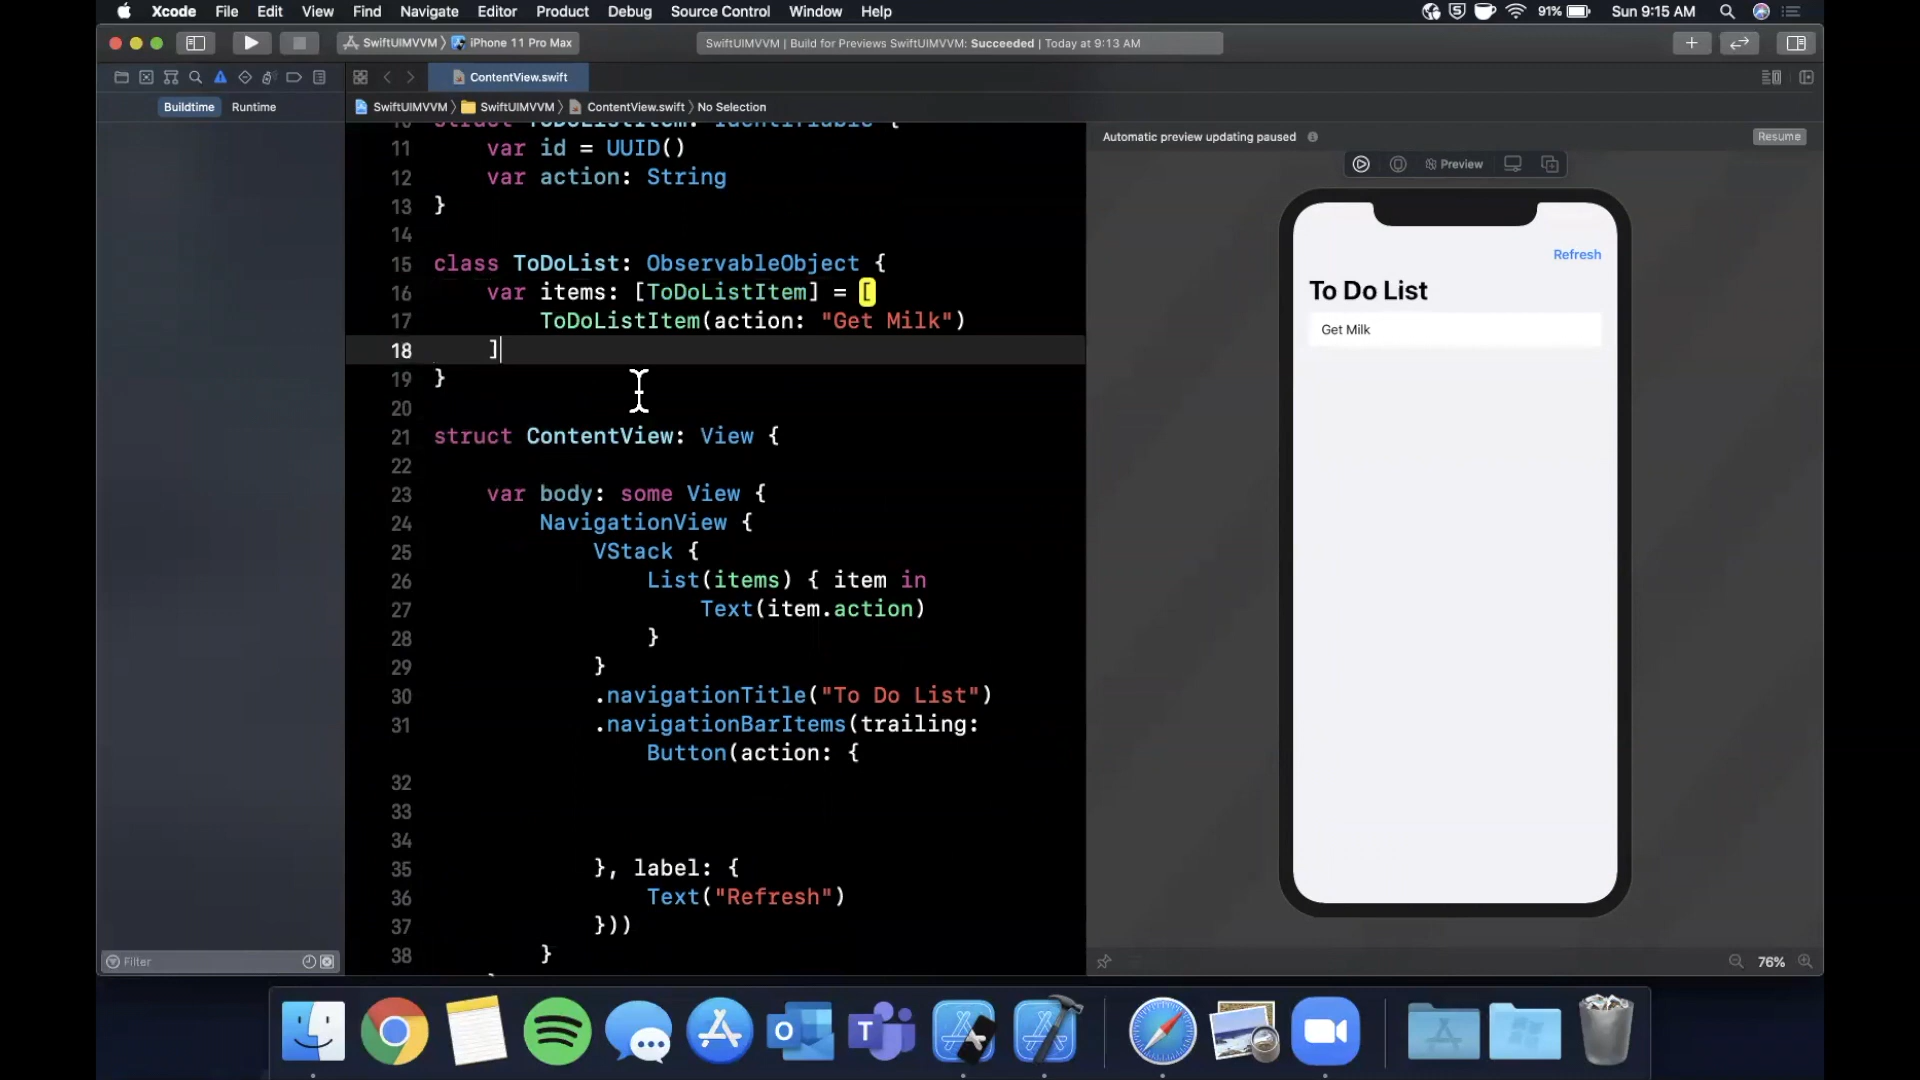 Xcode File Edit View Find Navigate Editor Product Debug Source Control Window Help
91% Sun 9:15 AM
SwiftUIMVVM 〉 iPhone 11 Pro Max
SwiftUIMVVM | Build for Previews SwiftUIMVVM: Succeeded | Today at 9:13 AM
ContentView.swift
Buildtime Runtime
SwiftUIMVVM 〉 SwiftUIMVVM 〉 ContentView.swift 〉 No Selection
10 struct ToDoListItem: Identifiable {
11 var id = UUID()
12 var action: String
13 }
14
15 class ToDoList: ObservableObject {
16 var items: [ToDoListItem] = [
17 ToDoListItem(action: "Get Milk")
18 ]
19 }
20
21 struct ContentView: View {
22
23 var body: some View {
24 NavigationView {
25 VStack {
26 List(items) { item in
27 Text(item.action)
28 }
29 }
30 .navigationTitle("To Do List")
31 .navigationBarItems(trailing:
Button(action: {
32
33
34
35 }, label: {
36 Text("Refresh")
37 }))
38 }
Automatic preview updating paused
Resume
Preview
Refresh
To Do List
Get Milk
Filter
76%